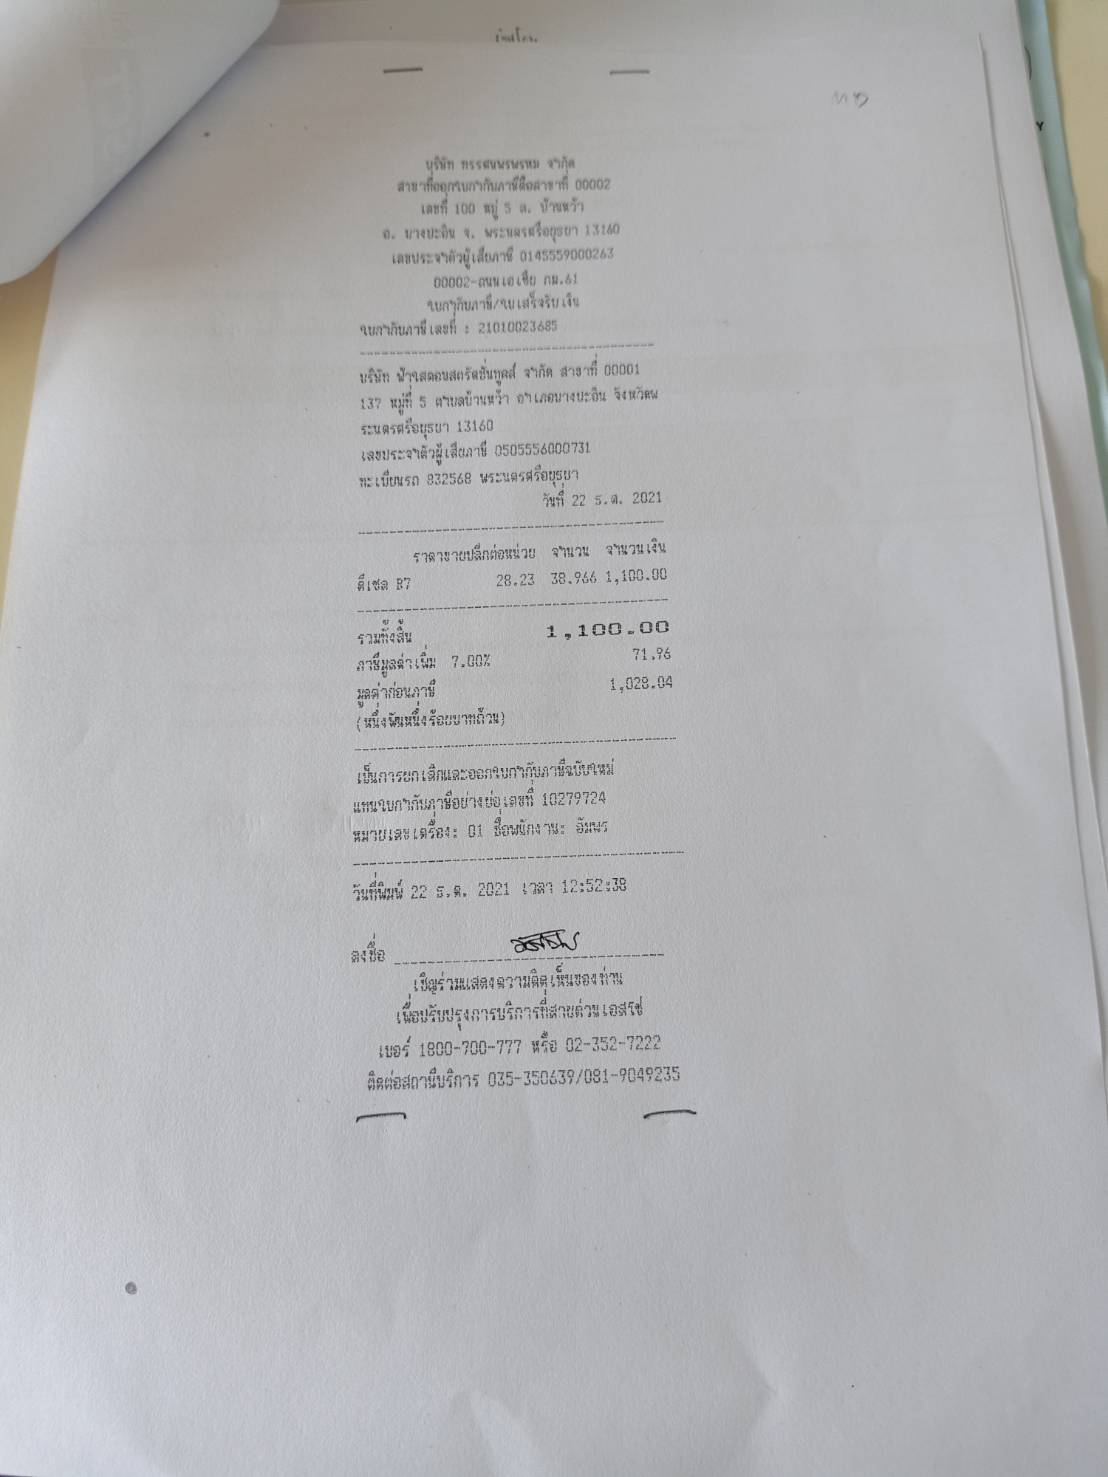 บริษัท ทรรศนพรพรหม จำกัด
สาขาที่ออกใบกำกับภาษีคือสาขาที่ 00002
เลขที่ 100 หมู่ 5 ต. บ้านหว้า
อ. บางปะอิน จ. พระนครศรีอยุธยา 13160
เลขประจำตัวผู้เสียภาษี 0145559000263
00002-ถนนเอเชีย กม.61
ใบกำกับภาษี/ใบเสร็จรับเงิน
ใบกำกับภาษีเลขที่ : 21010023685
บริษัท ฟ้าใสคอนสตรัคชั่นทูลส์ จำกัด สาขาที่ 00001
137 หมู่ที่ 5 ตำบลบ้านหว้า อำเภอบางปะอิน จังหวัดพ
ระนครศรีอยุธยา 13160
เลขประจำตัวผู้เสียภาษี 0505556000731
ทะเบียนรถ 832568 พระนครศรีอยุธยา
วันที่ 22 ธ.ค. 2021
ราคาขายปลีกต่อหน่วย จำนวน จำนวนเงิน
ดีเซล B7 28.23 38.966 1,100.00
รวมทั้งสิ้น 1,100.00
ภาษีมูลค่าเพิ่ม 7.00% 71.96
มูลค่าก่อนภาษี 1,028.04
(หนึ่งพันหนึ่งร้อยบาทถ้วน)
เป็นการยกเลิกและออกใบกำกับภาษีฉบับใหม่
แทนใบกำกับภาษีอย่างย่อเลขที่ 10279724
หมายเลขเครื่อง: 01 ชื่อพนักงาน: อัมพร
วันที่พิมพ์ 22 ธ.ค. 2021 เวลา 12:52:38
ลงชื่อ
เชิญร่วมแสดงความคิดเห็นของท่าน
เพื่อปรับปรุงการบริการที่สายด่วนเอสโซ่
เบอร์ 1800-700-777 หรือ 02-352-7222
ติดต่อสถานีบริการ 035-350639/081-9049235